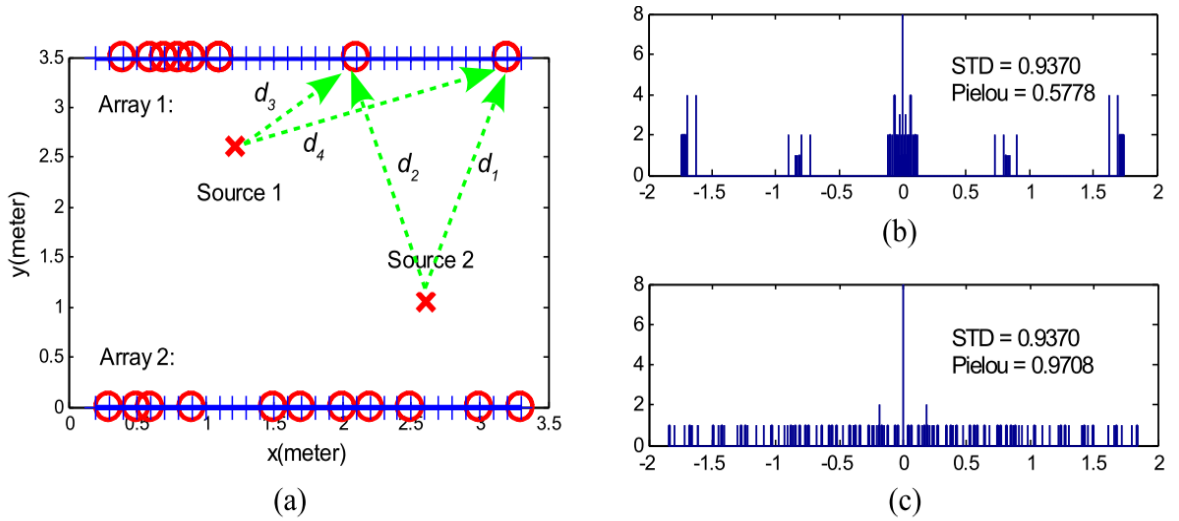 3.5
3
2.5
2
1.5
1
0.5
0
y(meter)
Array 1:
d3
d4
d2
d1
Source 1
Source 2
Array 2:
0
0.5
1
1.5
2
2.5
3
3.5
x(meter)
(a)
8
6
4
2
0
STD = 0.9370
Pielou = 0.5778
-2
-1.5
-1
-0.5
0
0.5
1
1.5
2
(b)
8
6
4
2
0
STD = 0.9370
Pielou = 0.9708
-2
-1.5
-1
-0.5
0
0.5
1
1.5
2
(c)